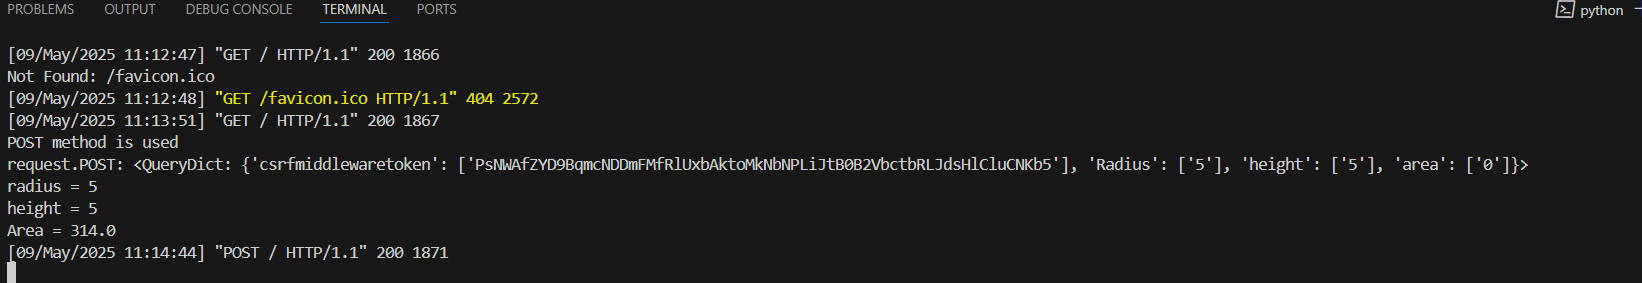 PROBLEMS OUTPUT DEBUG CONSOLE TERMINAL PORTS python
[09/May/2025 11:12:47] "GET / HTTP/1.1" 200 1866
Not Found: /favicon.ico
[09/May/2025 11:12:48] "GET /favicon.ico HTTP/1.1" 404 2572
[09/May/2025 11:13:51] "GET / HTTP/1.1" 200 1867
POST method is used
request.POST: <QueryDict: {'csrfmiddlewaretoken': ['PsNWAfZYD9BqmcNDDmFMfRlUxbAktoMkNbNPLiJtB0B2VbctbRLJdsHlCluCNKb5'], 'Radius': ['5'], 'height': ['5'], 'area': ['0']}>
radius = 5
height = 5
Area = 314.0
[09/May/2025 11:14:44] "POST / HTTP/1.1" 200 1871